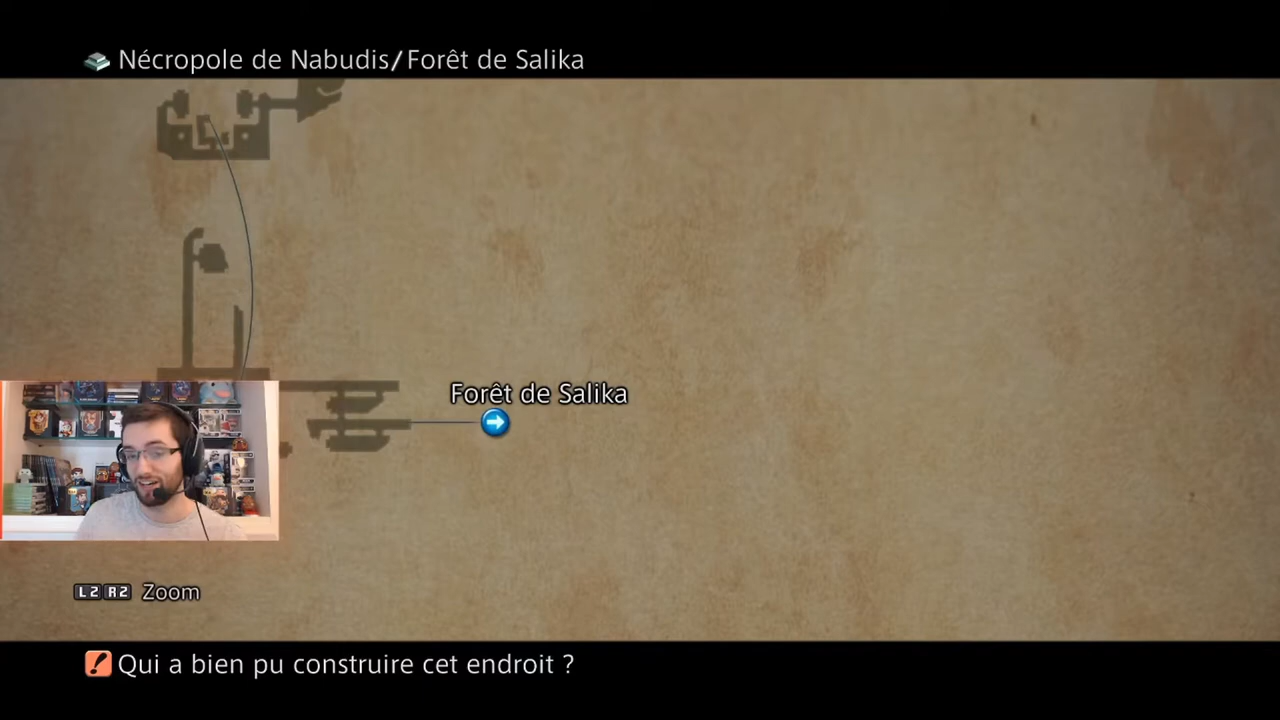 Nécropole de Nabudis/Forêt de Salika
Forêt de Salika
L2 R2 Zoom
Qui a bien pu construire cet endroit ?